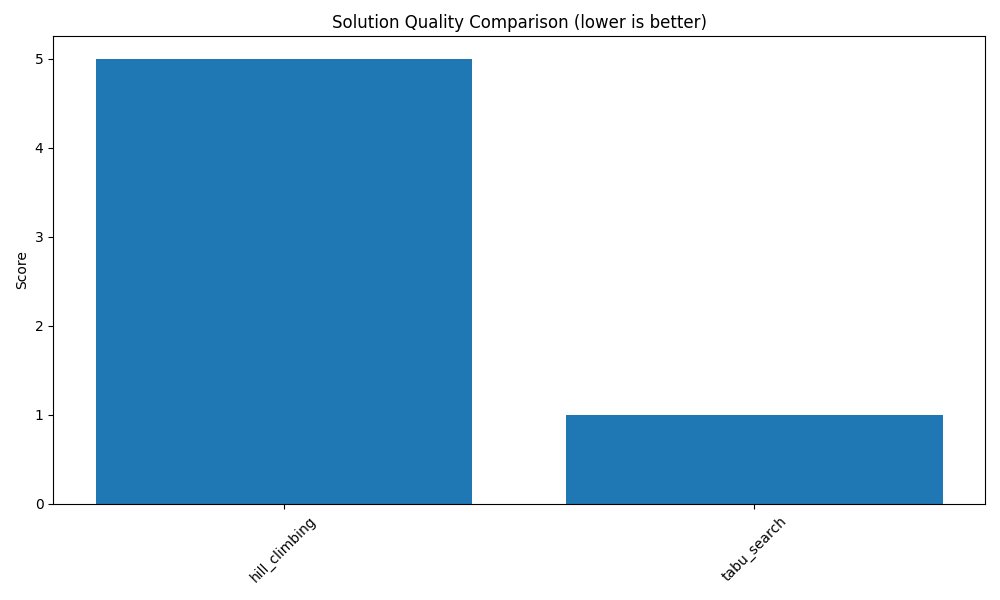 Solution Quality Comparison (lower is better)
5
4
3
2
1
0
Score
hill_climbing
tabu_search